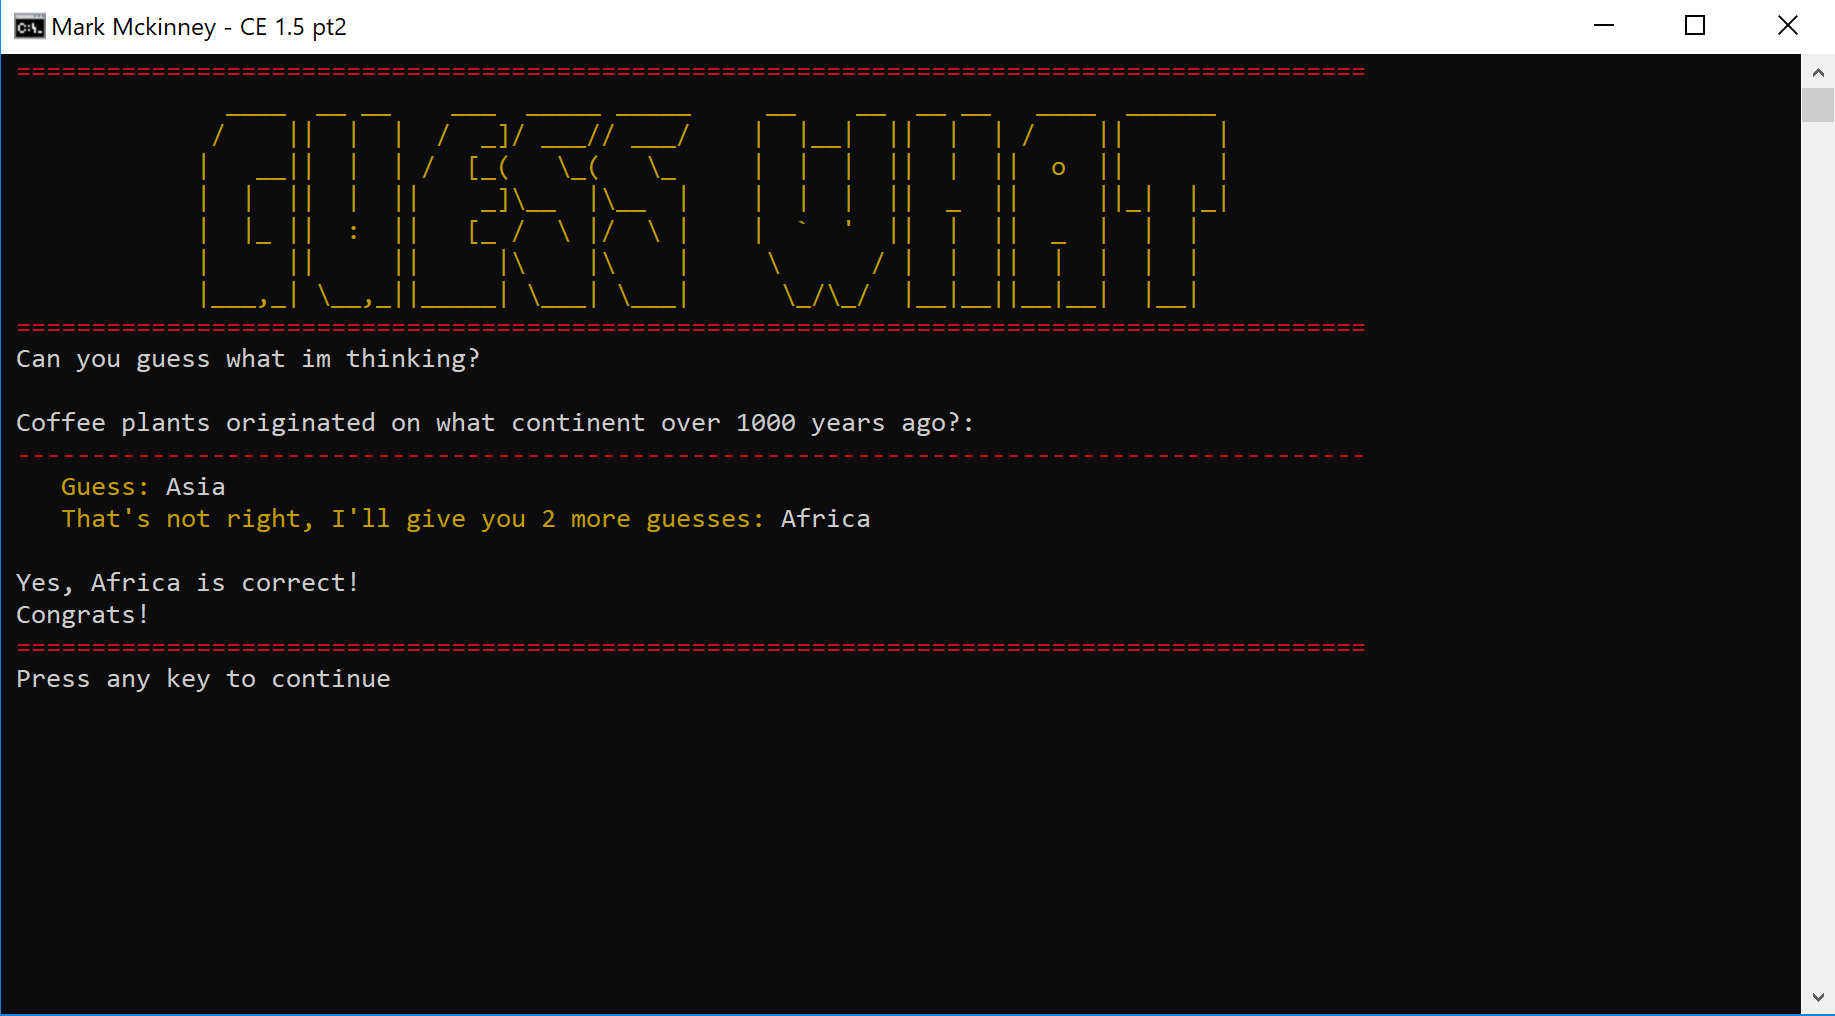 Mark Mckinney - CE 1.5 pt2
GUESS WHAT
Can you guess what im thinking?
Coffee plants originated on what continent over 1000 years ago?:
Guess: Asia
That's not right, I'll give you 2 more guesses: Africa
Yes, Africa is correct!
Congrats!
Press any key to continue